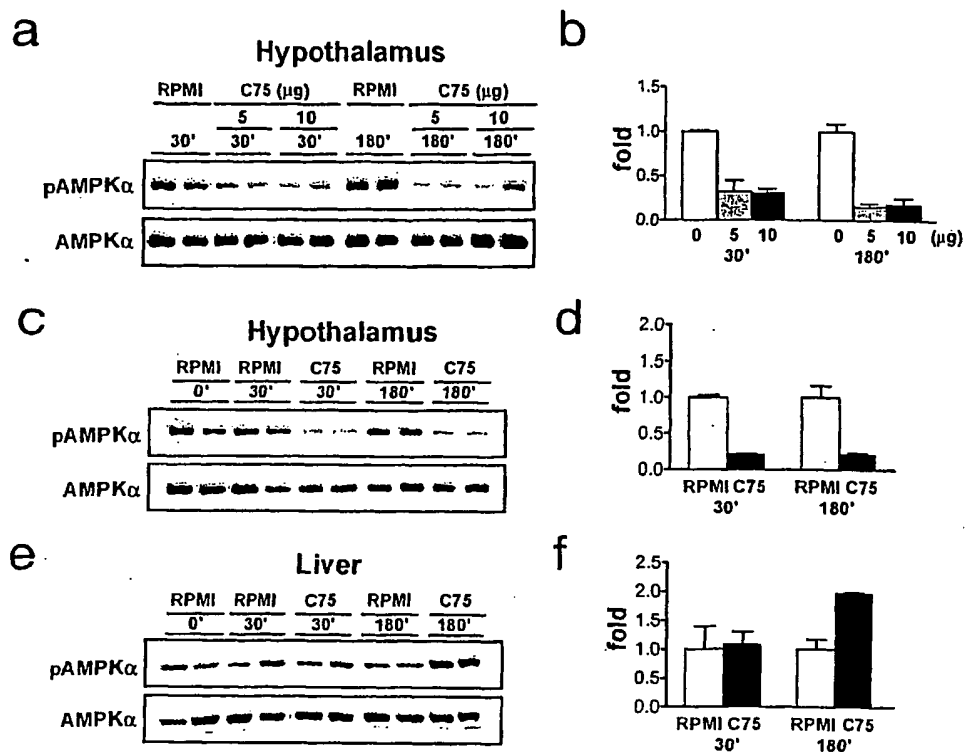 a
Hypothalamus
RPMI C75 (µg) RPMI C75 (µg)
5 10 5 10
30' 30' 30' 180' 180' 180'
pAMPKα
AMPKα
b
fold
1.5
1.0
0.5
0.0
0 5 10 0 5 10 (µg)
30' 180'
c
Hypothalamus
RPMI RPMI C75 RPMI C75
0' 30' 30' 180' 180'
pAMPKα
AMPKα
d
fold
2.0
1.5
1.0
0.5
0.0
RPMI C75 RPMI C75
30' 180'
e
Liver
RPMI RPMI C75 RPMI C75
0' 30' 30' 180' 180'
pAMPKα
AMPKα
f
fold
2.5
2.0
1.5
1.0
0.5
0.0
RPMI C75 RPMI C75
30' 180'